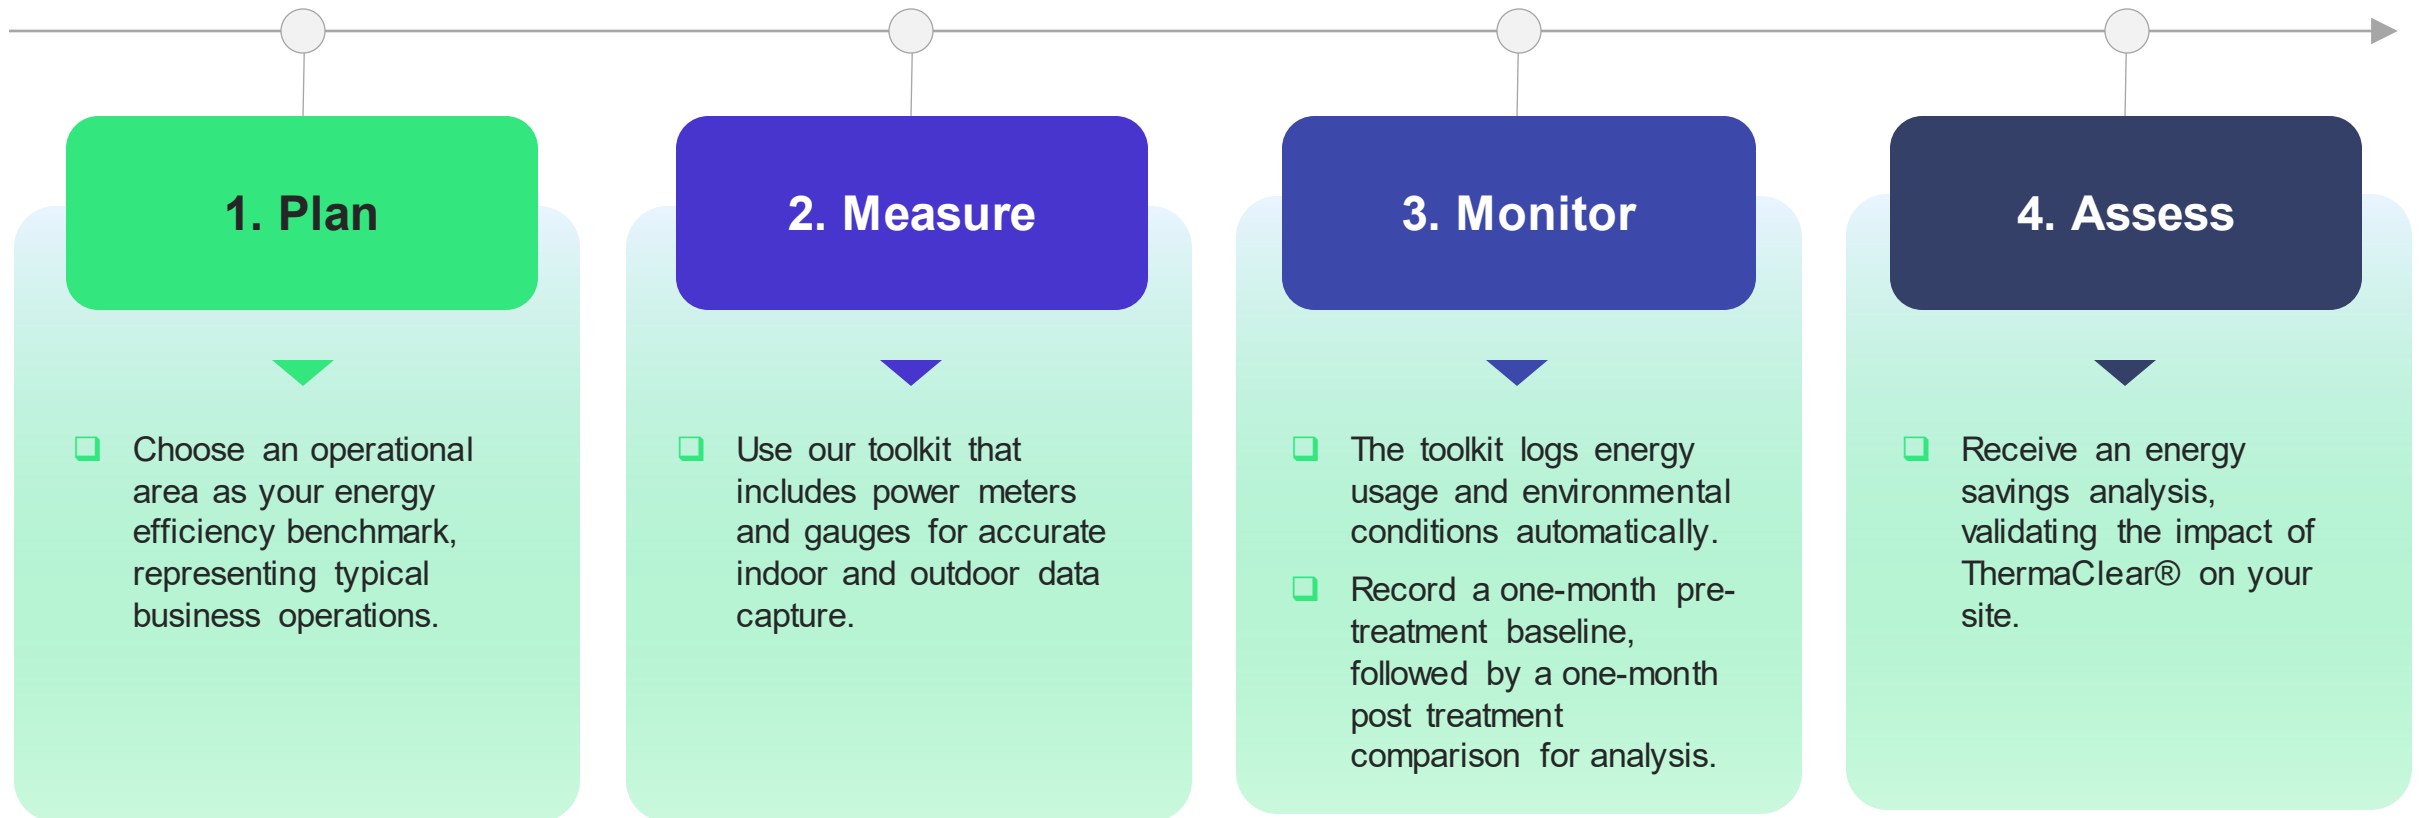 1. Plan
Choose an operational
area as your energy
efficiency benchmark,
representing typical
business operations.
2. Measure
Use our toolkit that
includes power meters
and gauges for accurate
indoor and outdoor data
capture.
3. Monitor
The toolkit logs energy
usage and environmental
conditions automatically.
Record a one-month pre-
treatment baseline,
followed by a one-month
post treatment
comparison for analysis.
4. Assess
Receive an energy
savings analysis,
validating the impact of
ThermaClear® on your
site.